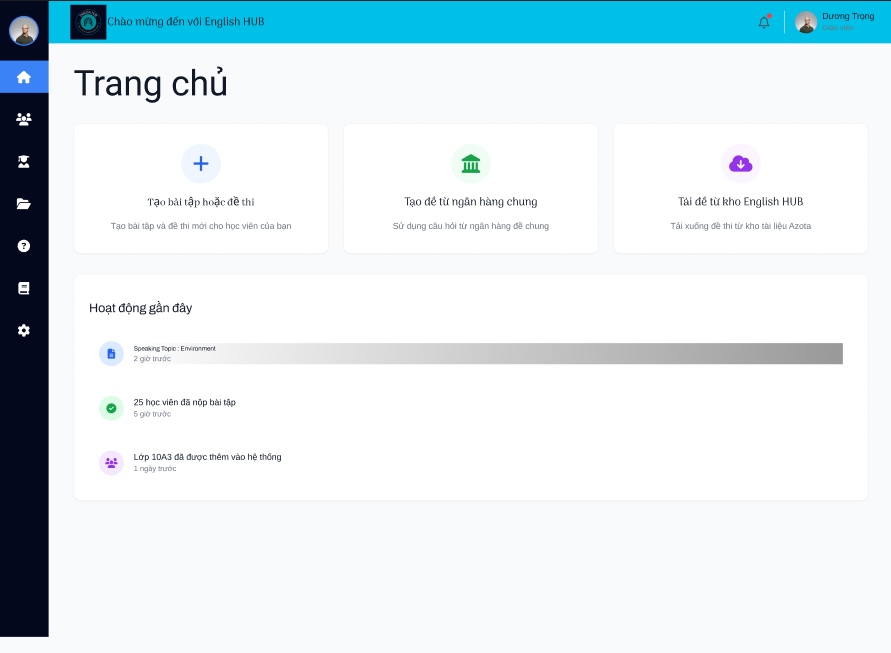 Chào mừng đến với English HUB
Dương Trọng
Giáo viên
Trang chủ
Tạo bài tập hoặc đề thi
Tạo bài tập và đề thi mới cho học viên của bạn
Tạo đề từ ngân hàng chung
Sử dụng câu hỏi từ ngân hàng đề chung
Tải đề từ kho English HUB
Tải xuống đề thi từ kho tài liệu Azota
Hoạt động gần đây
Speaking Topic : Environment
2 giờ trước
25 học viên đã nộp bài tập
5 giờ trước
Lớp 10A3 đã được thêm vào hệ thống
1 ngày trước